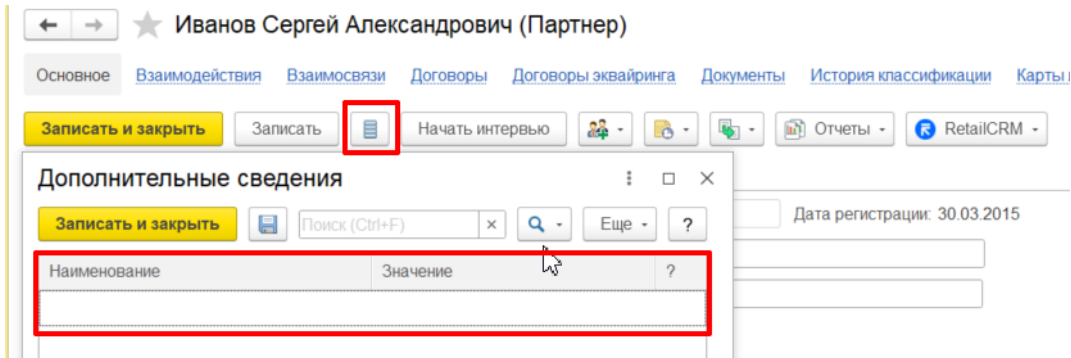 Иванов Сергей Александрович (Партнер)
Основное Взаимодействия Взаимосвязи Договоры Договоры эквайринга Документы История классификации Карты
Записать и закрыть Записать Начать интервью Отчеты RetailCRM
Дополнительные сведения
Дата регистрации: 30.03.2015
Записать и закрыть Поиск (Ctrl+F) × Еще ?
Наименование Значение ?